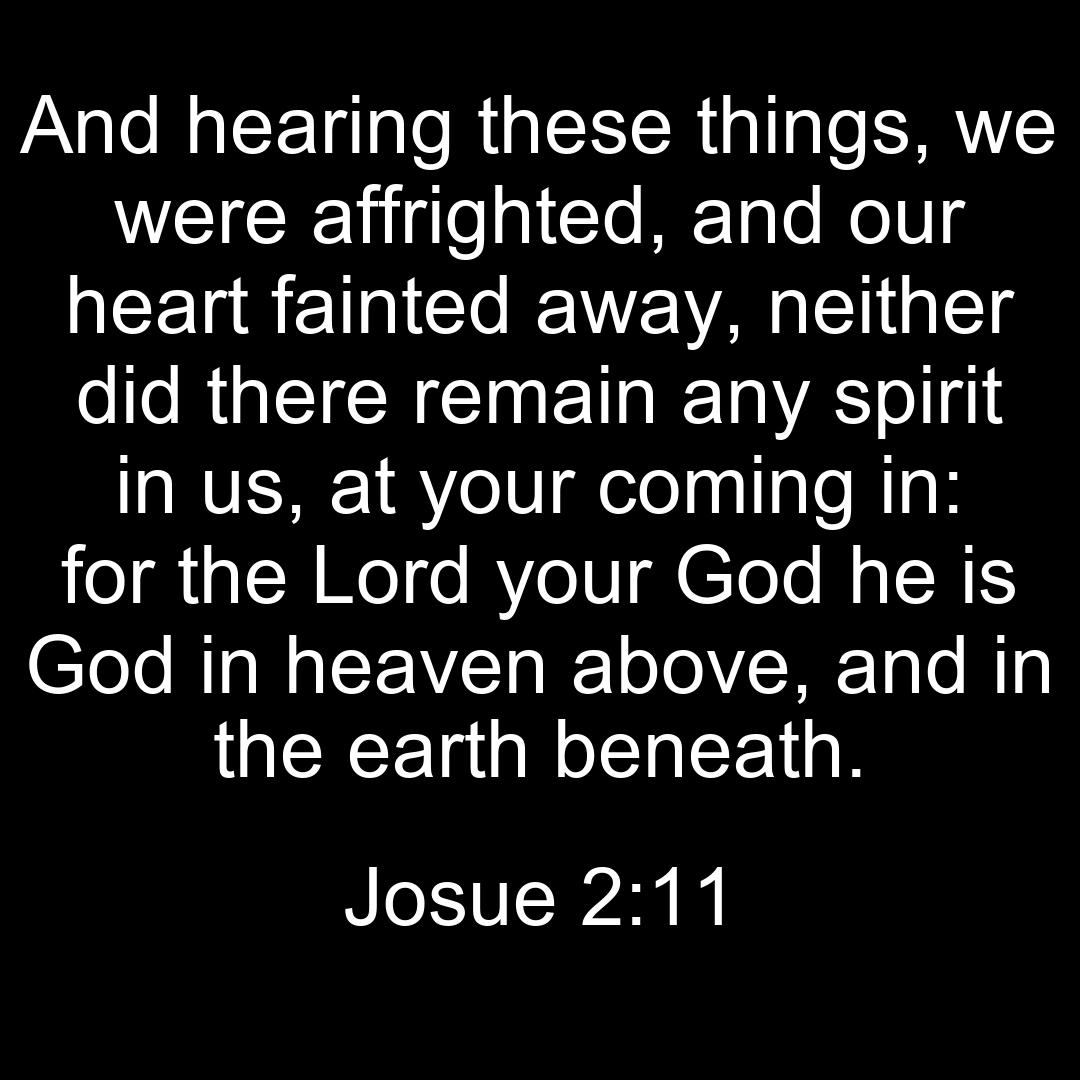 And hearing these things, we
were affrighted, and our
heart fainted away, neither
did there remain any spirit
in us, at your coming in:
for the Lord your God he is
God in heaven above, and in
the earth beneath.
Josue 2:11